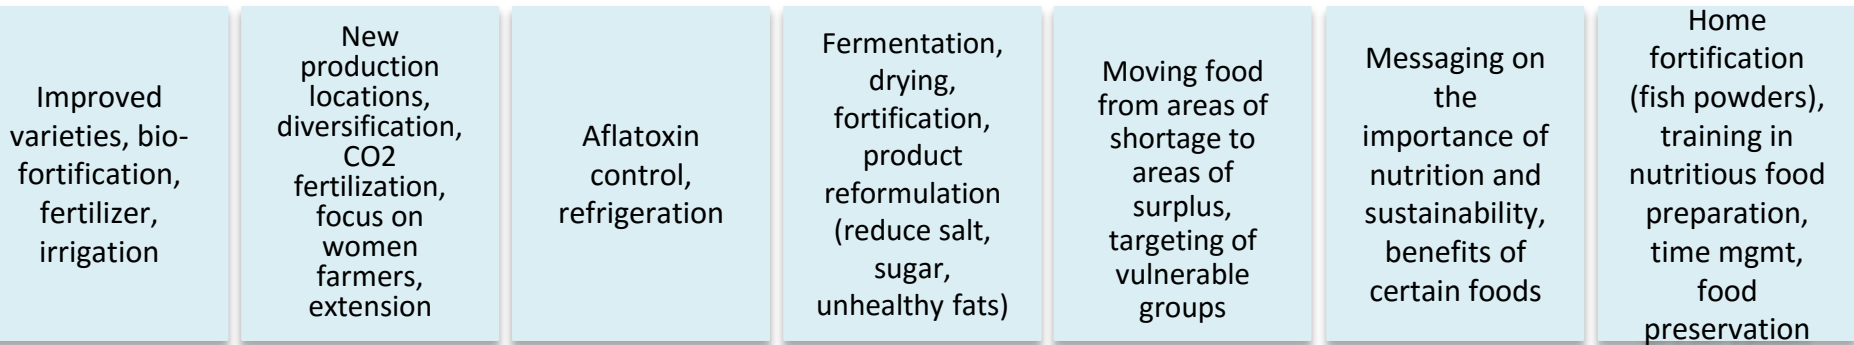 Improved
varieties, bio-
fortification,
fertilizer,
irrigation
New
production
locations,
diversification,
CO2
fertilization,
focus on
women
farmers,
extension
Aflatoxin
control,
refrigeration
Fermentation,
drying,
fortification,
product
reformulation
(reduce salt,
sugar,
unhealthy fats)
Moving food
from areas of
shortage to
areas of
surplus,
targeting of
vulnerable
groups
Messaging on
the
importance of
nutrition and
sustainability,
benefits of
certain foods
Home
fortification
(fish powders),
training in
nutritious food
preparation,
time mgmt,
food
preservation